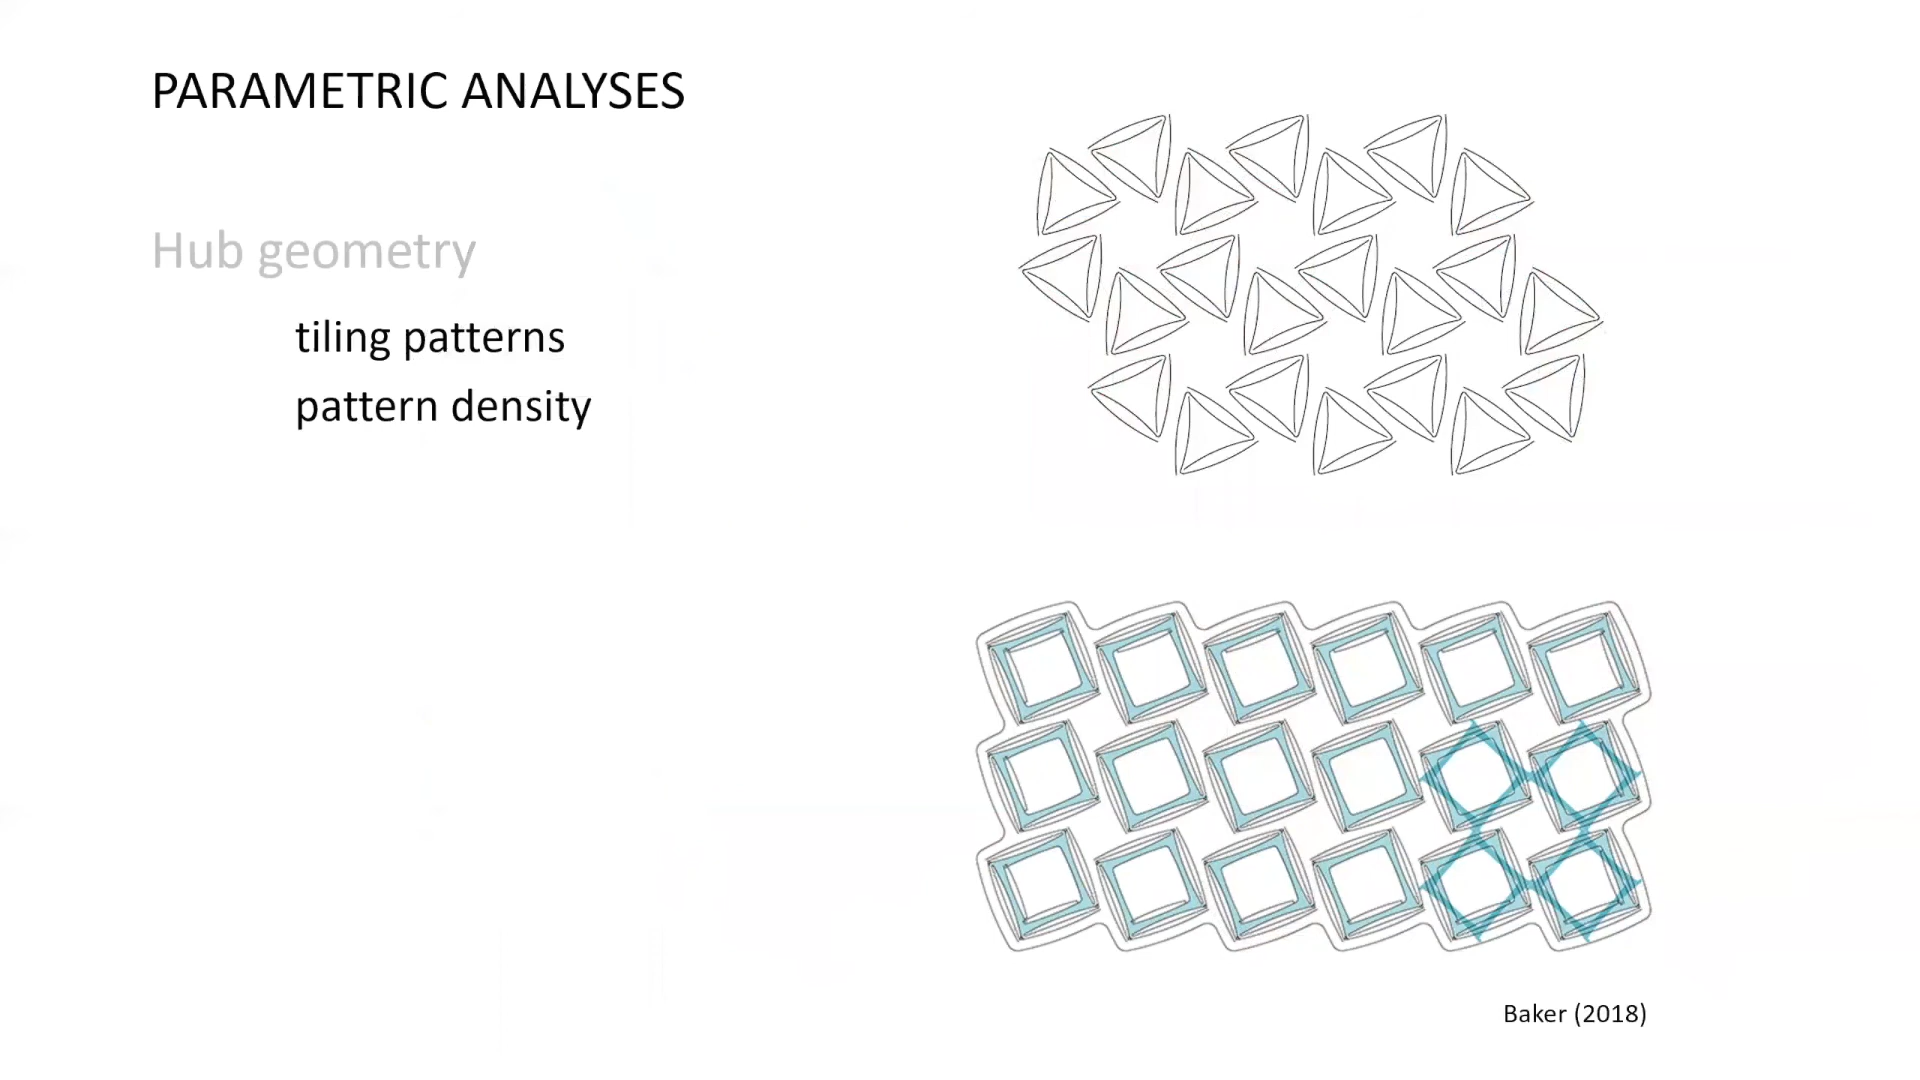 PARAMETRIC ANALYSES
Hub geometry
tiling patterns
pattern density
Baker (2018)